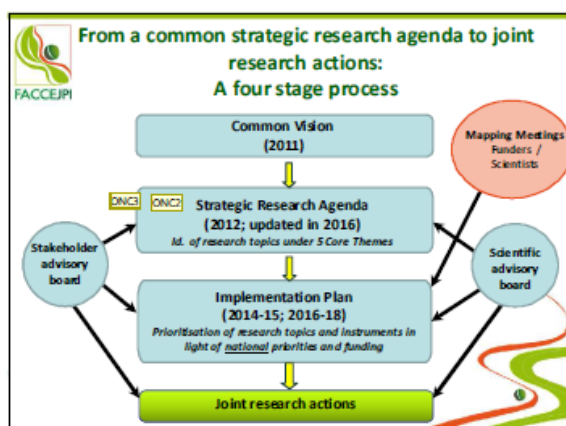 From a common strategic research agenda to joint
research actions:
A four stage process
FACCEJPI
Common Vision
(2011)
Mapping Meetings
Funders /
Scientists
ONC3 ONC2
Strategic Research Agenda
(2012; updated in 2016)
Id. of research topics under 5 Core Themes
Stakeholder
advisory
board
Scientific
advisory
board
Implementation Plan
(2014-15; 2016-18)
Prioritisation of research topics and instruments in
light of national priorities and funding
Joint research actions